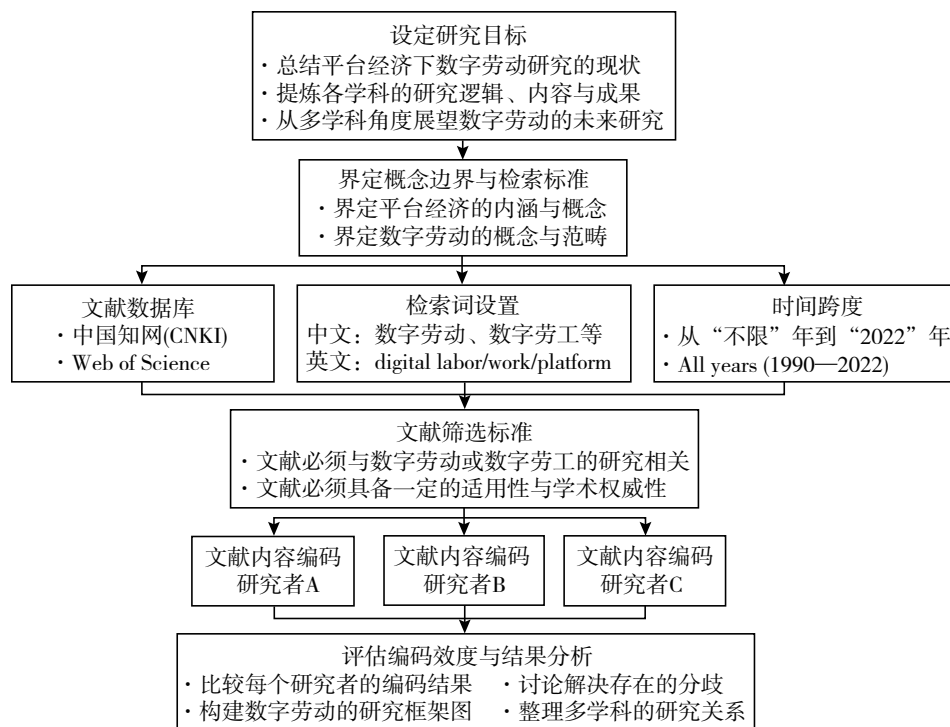 设定研究目标
· 总结平台经济下数字劳动研究的现状
· 提炼各学科的研究逻辑、内容与成果
· 从多学科角度展望数字劳动的未来研究
界定概念边界与检索标准
· 界定平台经济的内涵与概念
· 界定数字劳动的概念与范畴
文献数据库
· 中国知网(CNKI)
· Web of Science
检索词设置
中文：数字劳动、数字劳工等
英文：digital labor/work/platform
时间跨度
· 从“不限”年到“2022”年
· All years (1990—2022)
文献筛选标准
· 文献必须与数字劳动或数字劳工的研究相关
· 文献必须具备一定的适用性与学术权威性
文献内容编码
研究者A
文献内容编码
研究者B
文献内容编码
研究者C
评估编码效度与结果分析
· 比较每个研究者的编码结果 · 讨论解决存在的分歧
· 构建数字劳动的研究框架图 · 整理多学科的研究关系